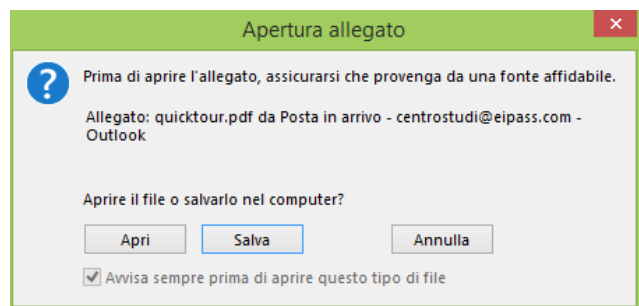 Apertura allegato
Prima di aprire l'allegato, assicurarsi che provenga da una fonte affidabile.
Allegato: quicktour.pdf da Posta in arrivo - centrostudi@eipass.com -
Outlook
Aprire il file o salvarlo nel computer?
Apri Salva Annulla
Avvisa sempre prima di aprire questo tipo di file